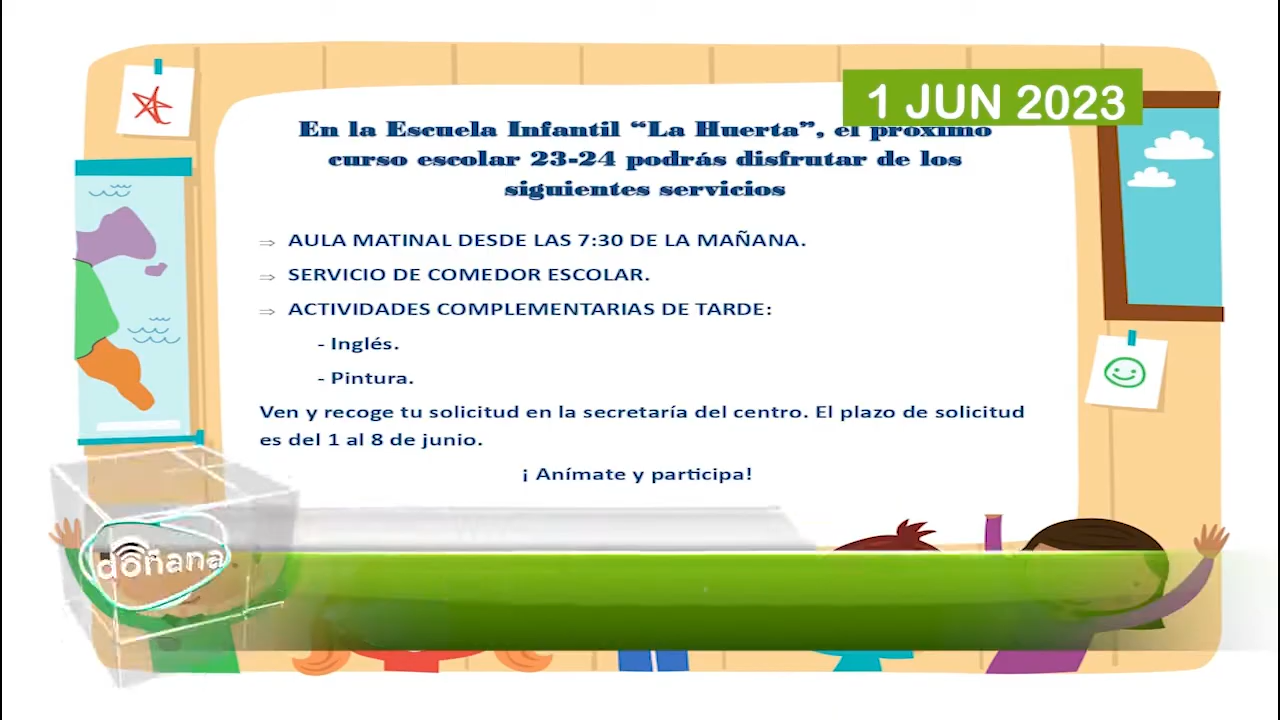 1 JUN 2023
En la Escuela Infantil “La Huerta”, el próximo
curso escolar 23-24 podrás disfrutar de los
siguientes servicios
⇒ AULA MATINAL DESDE LAS 7:30 DE LA MAÑANA.
⇒ SERVICIO DE COMEDOR ESCOLAR.
⇒ ACTIVIDADES COMPLEMENTARIAS DE TARDE:
- Inglés.
- Pintura.
Ven y recoge tu solicitud en la secretaría del centro. El plazo de solicitud
es del 1 al 8 de junio.
¡ Anímate y participa!
doñana